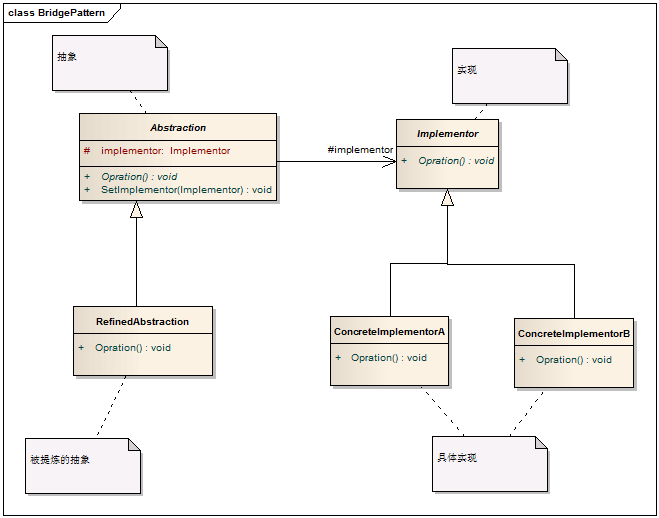 class BridgePattern
抽象
实现
Abstraction
# implementor: Implementor
+ Opration() : void
+ SetImplementor(Implementor) : void
#implementor
Implementor
+ Opration() : void
RefinedAbstraction
+ Opration() : void
ConcreteImplementorA
+ Opration() : void
ConcreteImplementorB
+ Opration() : void
被提炼的抽象
具体实现